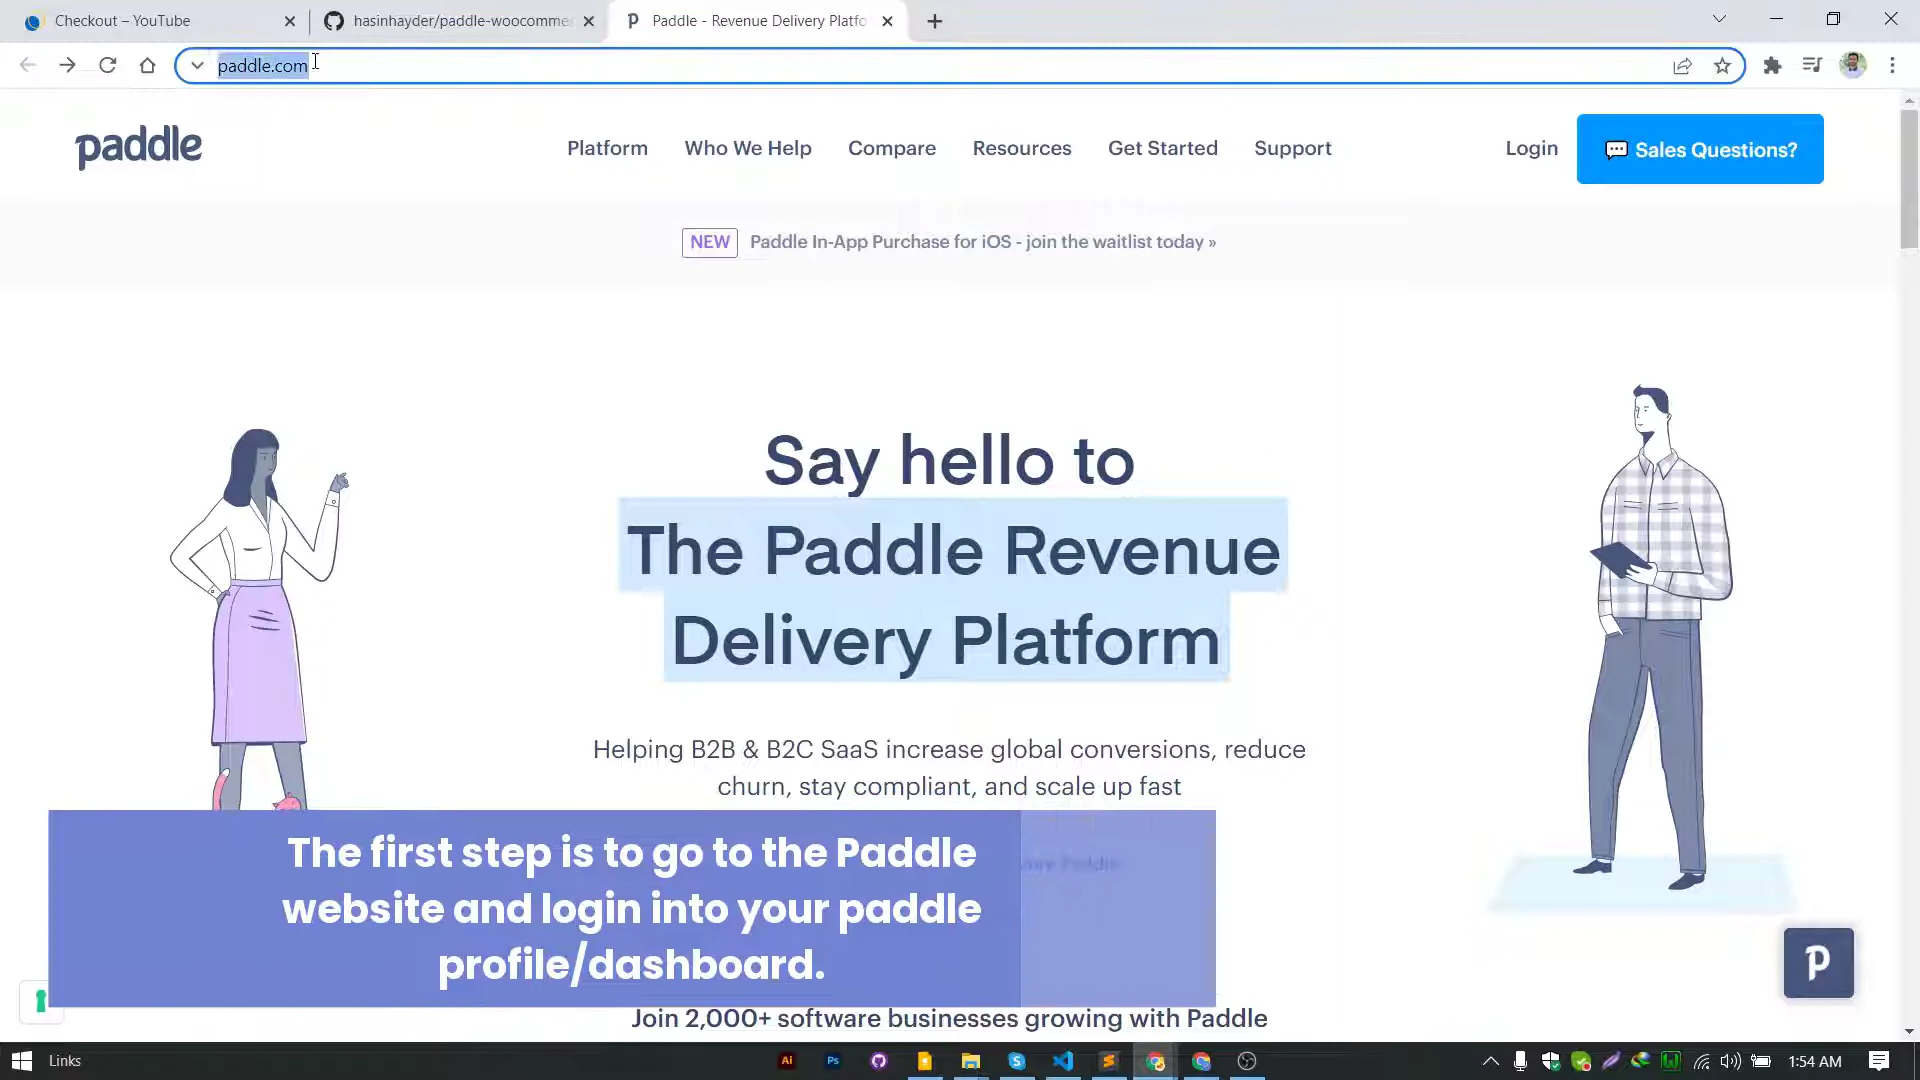 Checkout – YouTube
hasinhayder/paddle-woocomme
Paddle - Revenue Delivery Platfo
paddle.com
paddle
Platform
Who We Help
Compare
Resources
Get Started
Support
Login
Sales Questions?
NEW
Paddle In-App Purchase for iOS - join the waitlist today »
Say hello to
The Paddle Revenue
Delivery Platform
Helping B2B & B2C SaaS increase global conversions, reduce
churn, stay compliant, and scale up fast
The first step is to go to the Paddle
website and login into your paddle
profile/dashboard.
Join 2,000+ software businesses growing with Paddle
Links
Ai
Ps
1:54 AM